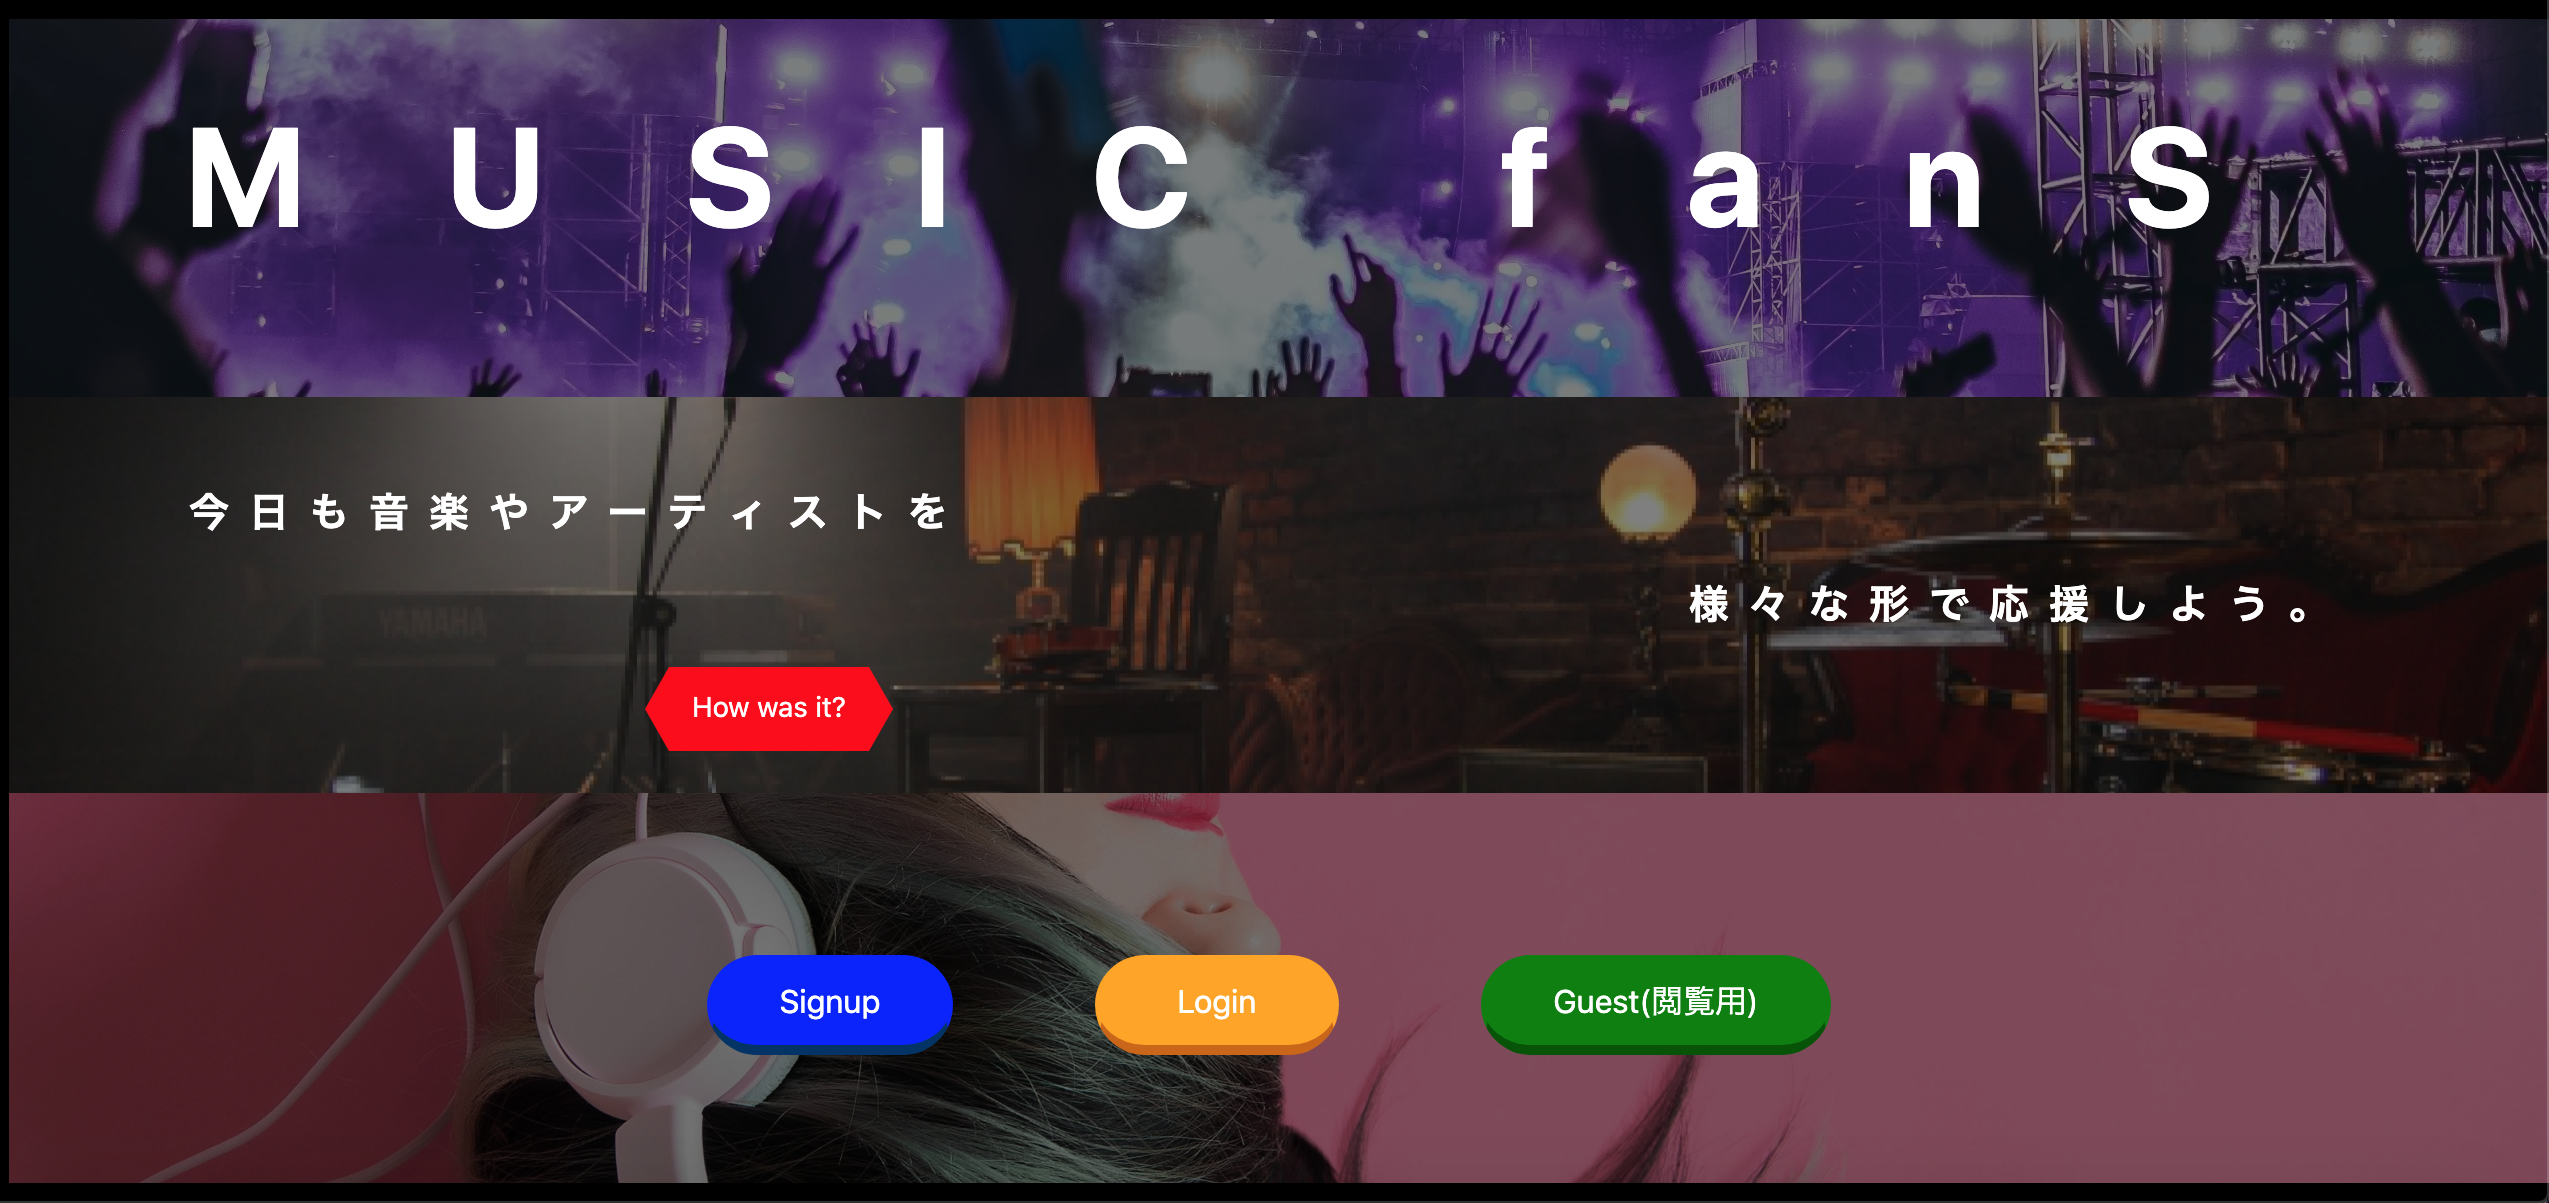 MUSIC fanS
今日も音楽やアーティストを
様々な形で応援しよう。
YAMAHA
How was it?
Signup
Login
Guest(閲覧用)